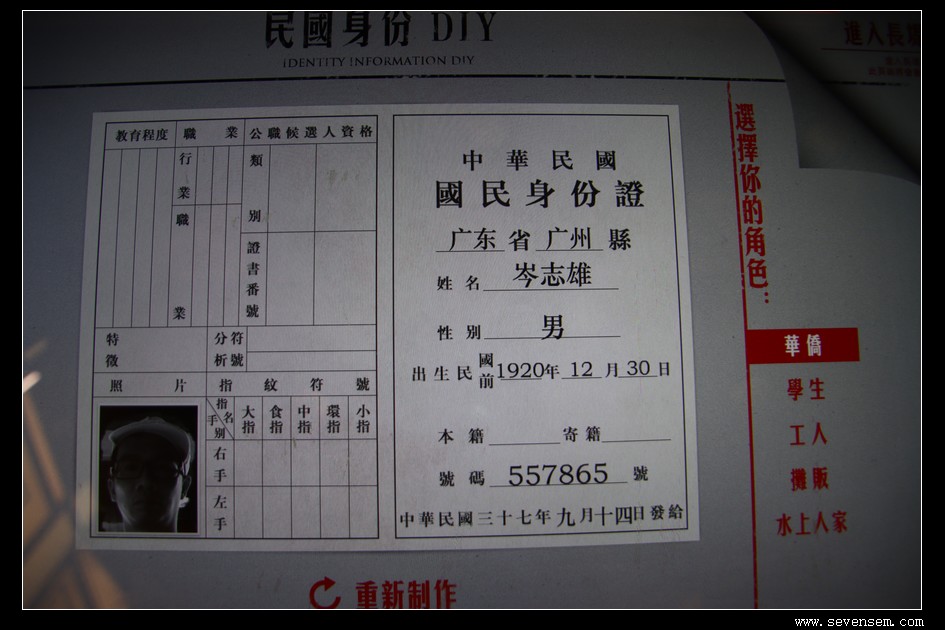 民國身份 DIY
IDENTITY INFORMATION DIY
進入長堤
教育程度
職業
公職候選人資格
行業
職業
類別
證書番號
特徵
分析
符號
照片
指紋符號
指名
手別
大指
食指
中指
環指
小指
右手
左手
中華民國
國民身份證
广东 省 广州 縣
姓名 岑志雄
性別 男
出生民國前 1920年 12 月 30 日
本籍 寄籍
號碼 557865 號
中華民國三十七年九月十四日發給
選擇你的角色:
華僑
學生
工人
攤販
水上人家
重新制作
www.sevensem.com